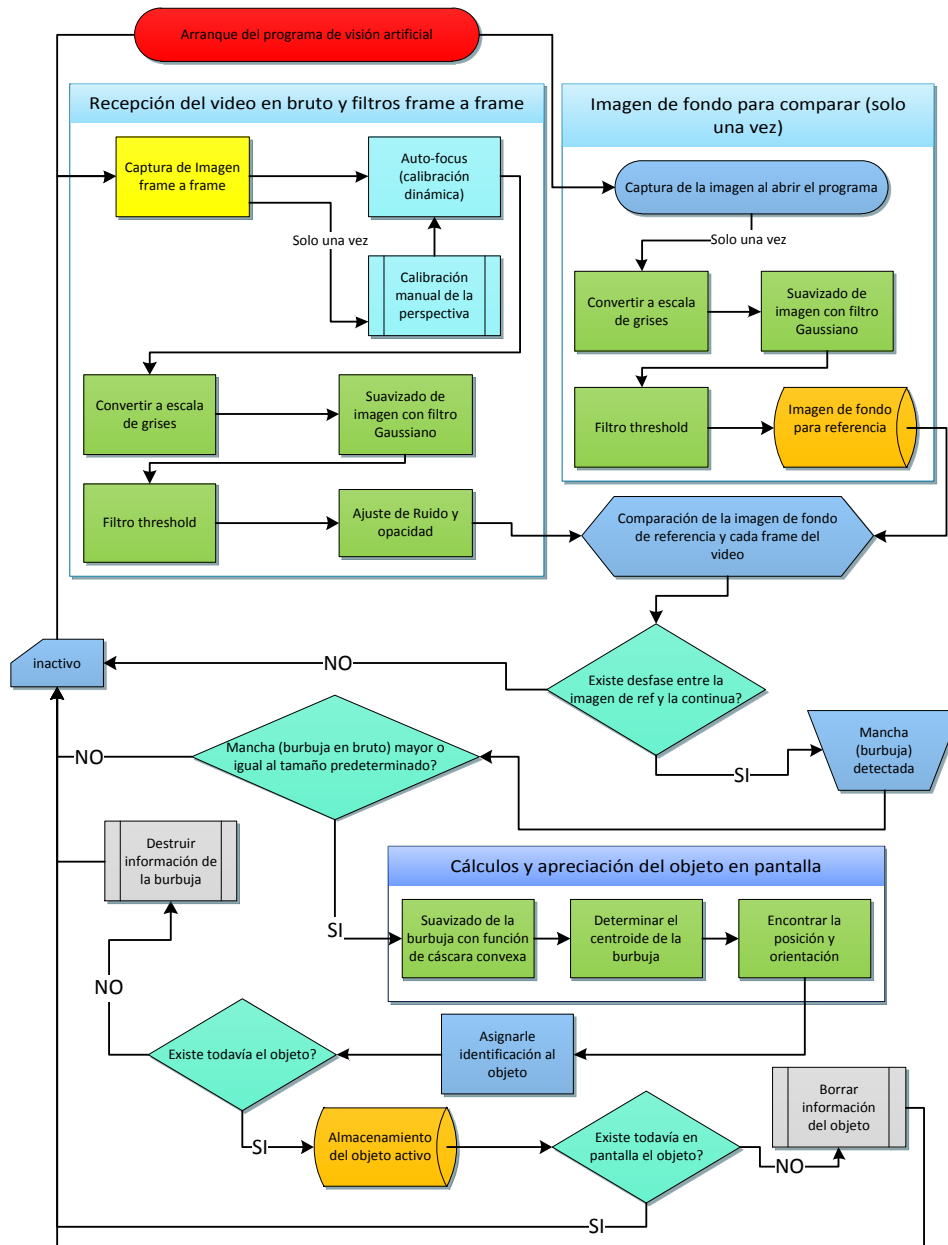 Arranque del programa de visión artificial
Recepción del video en bruto y filtros frame a frame
Captura de Imagen
frame a frame
Auto-focus
(calibración
dinámica)
Solo una vez
Calibración
manual de la
perspectiva
Convertir a escala
de grises
Suavizado de
imagen con filtro
Gaussiano
Filtro threshold
Ajuste de Ruido y
opacidad
Imagen de fondo para comparar (solo
una vez)
Captura de la imagen al abrir el programa
Solo una vez
Convertir a escala
de grises
Suavizado de
imagen con filtro
Gaussiano
Filtro threshold
Imagen de fondo
para referencia
Comparación de la imagen de fondo
de referencia y cada frame del
video
inactivo
NO
Existe desfase entre la
imagen de ref y la continua?
SI
Mancha
(burbuja)
detectada
NO
Mancha (burbuja en bruto) mayor o
igual al tamaño predeterminado?
SI
Destruir
información de
la burbuja
Cálculos y apreciación del objeto en pantalla
Suavizado de la
burbuja con función
de cáscara convexa
Determinar el
centroide de la
burbuja
Encontrar la
posición y
orientación
NO
Existe todavía el objeto?
Asignarle
identificación al
objeto
SI
Almacenamiento
del objeto activo
Existe todavía en
pantalla el objeto?
NO
Borrar
información
del objeto
SI